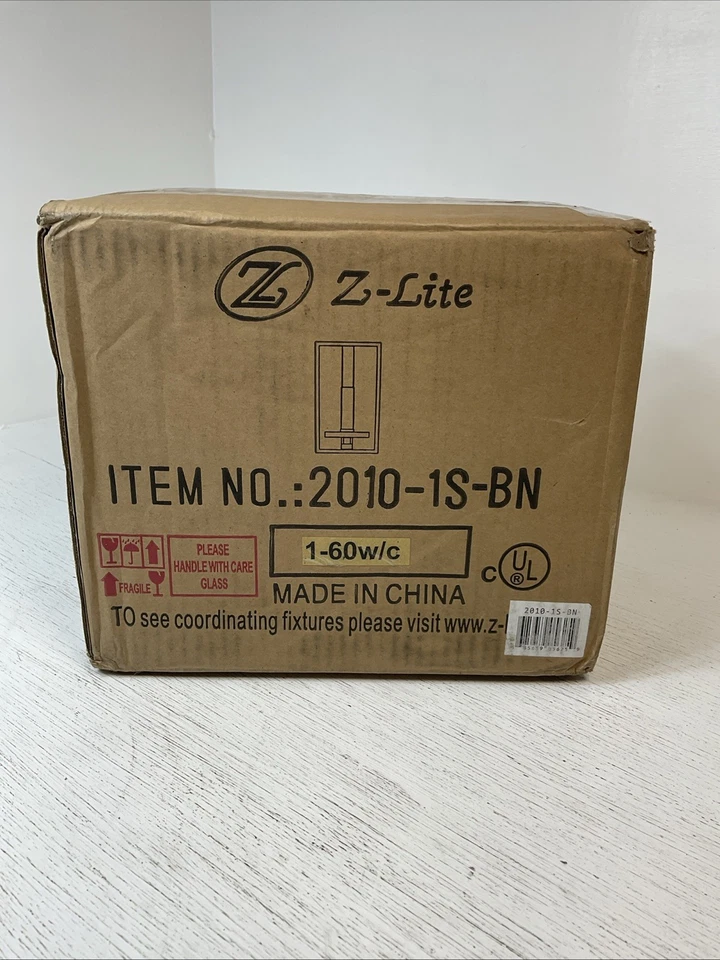 Z-Lite
ITEM NO.:2010-1S-BN
PLEASE
HANDLE WITH CARE
GLASS
FRAGILE
1-60w/c
C UL
®
MADE IN CHINA
TO see coordinating fixtures please visit www.z-
2010-1S-BN